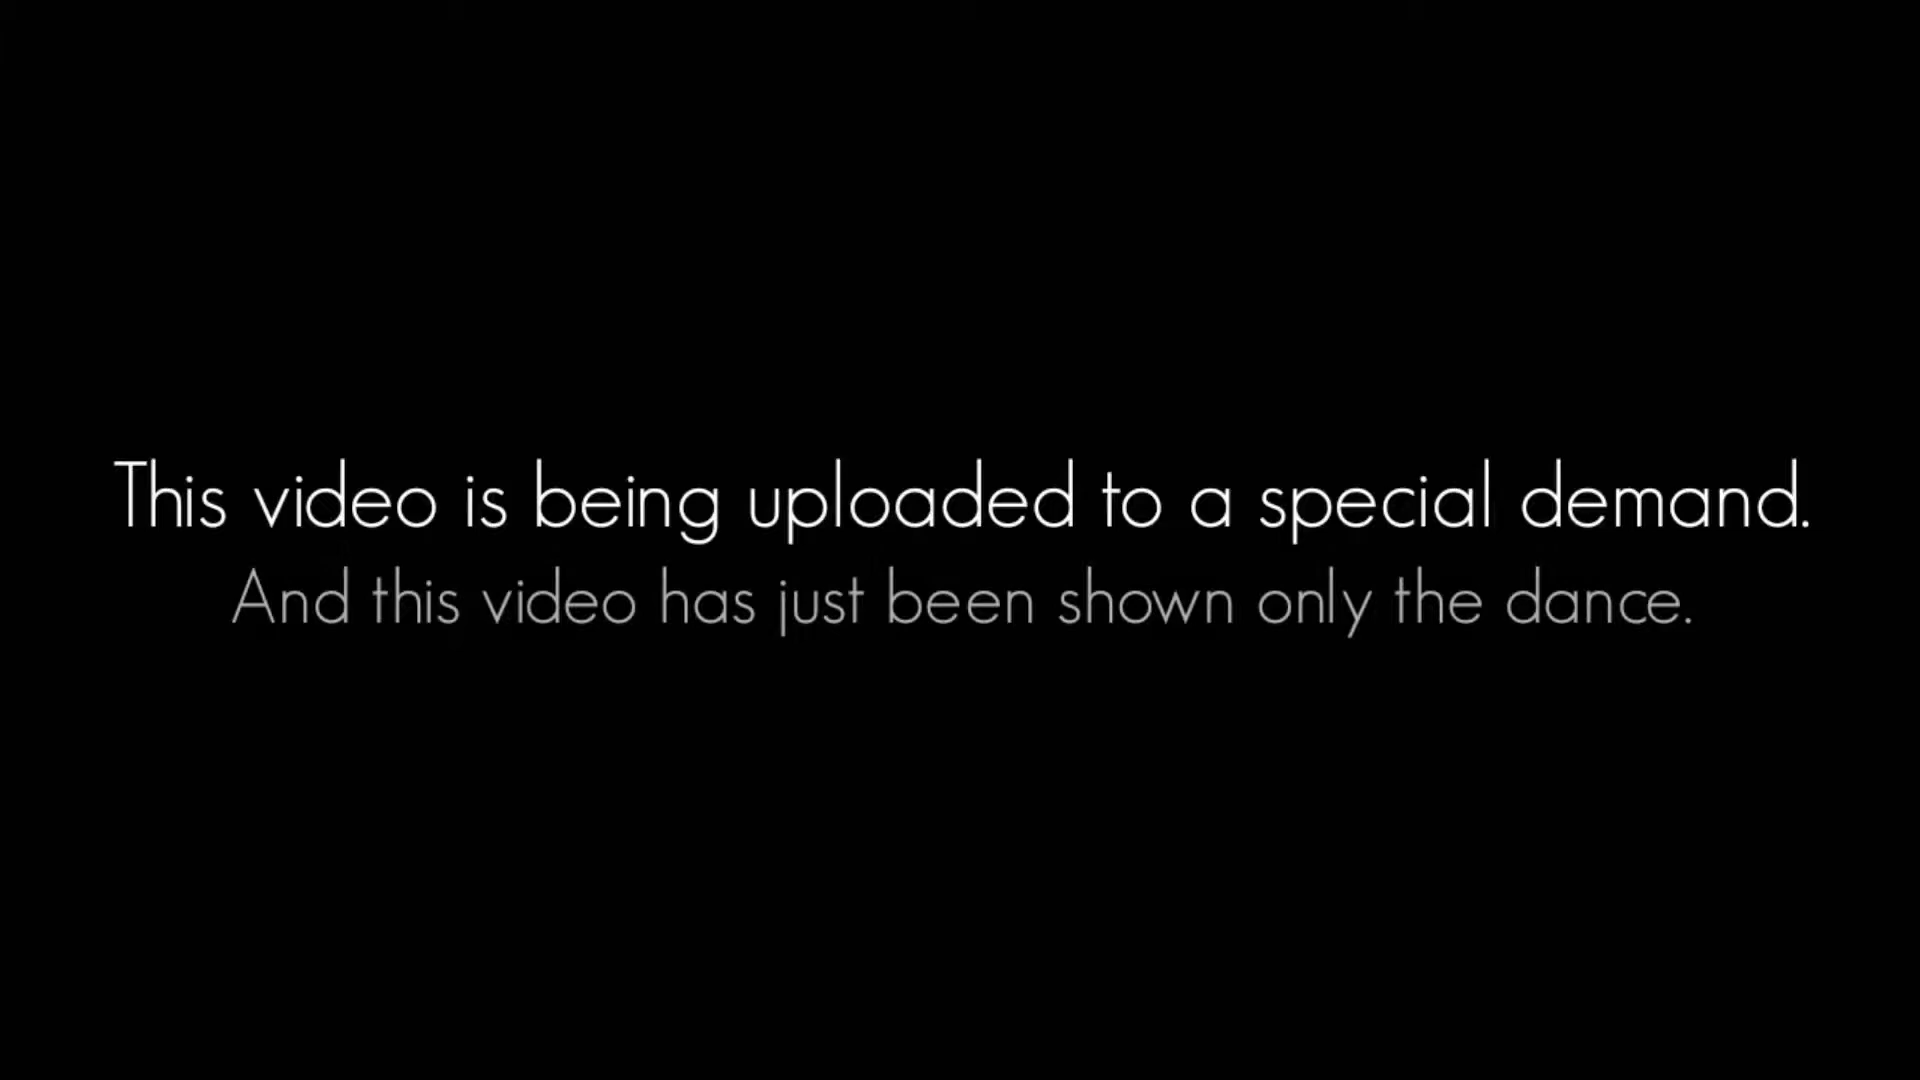 This video is being uploaded to a special demand.
And this video has just been shown only the dance.